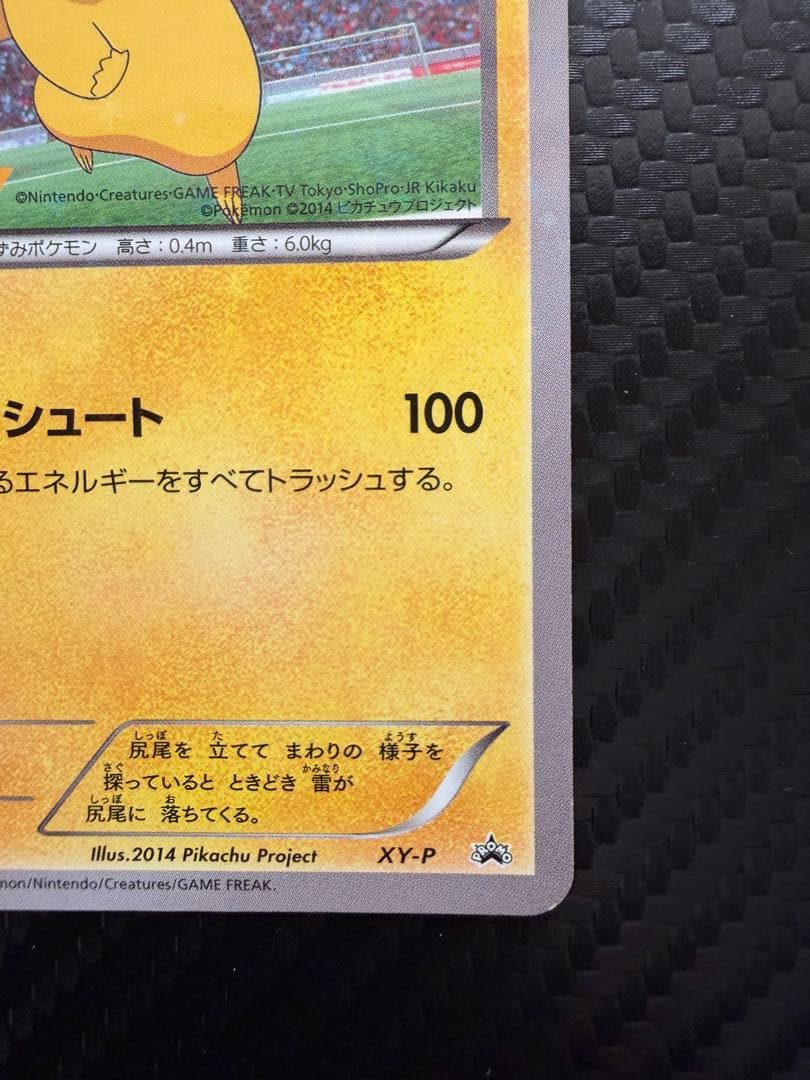 ©Nintendo·Creatures·GAME FREAK·TV Tokyo·ShoPro·JR Kikaku
©Pokémon ©2014 ピカチュウプロジェクト
ずみポケモン 高さ:0.4m 重さ:6.0kg
シュート 100
るエネルギーをすべてトラッシュする。
しっぽ た ようす
尻尾を 立てて まわりの 様子を
さぐ かみなり
探っていると ときどき 雷が
しっぽ お
尻尾に 落ちてくる。
Illus.2014 Pikachu Project XY-P PROMO
mon/Nintendo/Creatures/GAME FREAK.